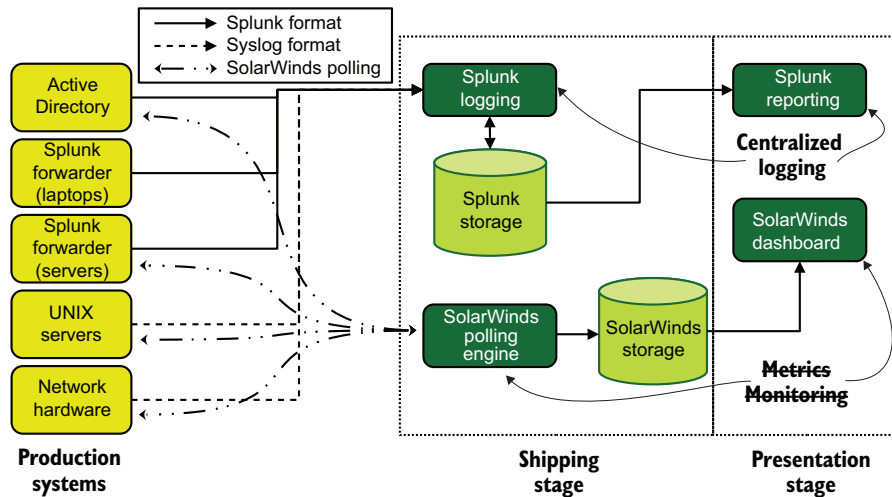 Splunk format
Syslog format
SolarWinds polling
Active
Directory
Splunk
forwarder
(laptops)
Splunk
forwarder
(servers)
UNIX
servers
Network
hardware
Production
systems
Splunk
logging
Splunk
storage
SolarWinds
polling
engine
SolarWinds
storage
Shipping
stage
Splunk
reporting
Centralized
logging
SolarWinds
dashboard
Metrics
Monitoring
Presentation
stage